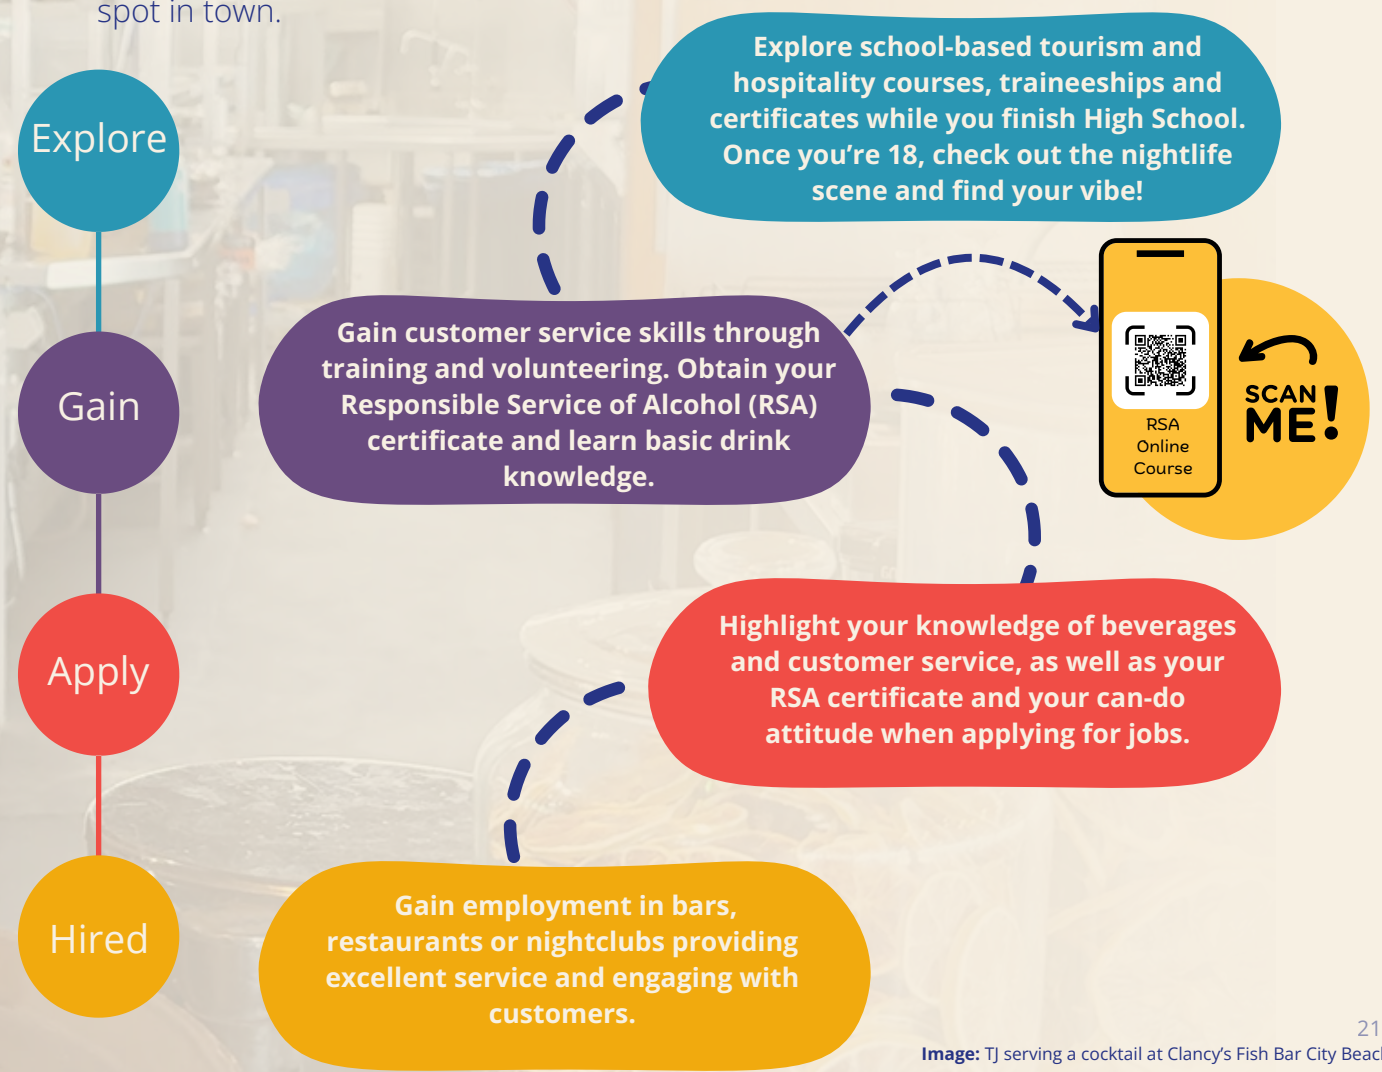 spot in town.
Explore
Explore school-based tourism and
hospitality courses, traineeships and
certificates while you finish High School.
Once you’re 18, check out the nightlife
scene and find your vibe!
Gain
Gain customer service skills through
training and volunteering. Obtain your
Responsible Service of Alcohol (RSA)
certificate and learn basic drink
knowledge.
RSA
Online
Course
SCAN
ME!
Apply
Highlight your knowledge of beverages
and customer service, as well as your
RSA certificate and your can-do
attitude when applying for jobs.
Hired
Gain employment in bars,
restaurants or nightclubs providing
excellent service and engaging with
customers.
21
Image: TJ serving a cocktail at Clancy’s Fish Bar City Beach